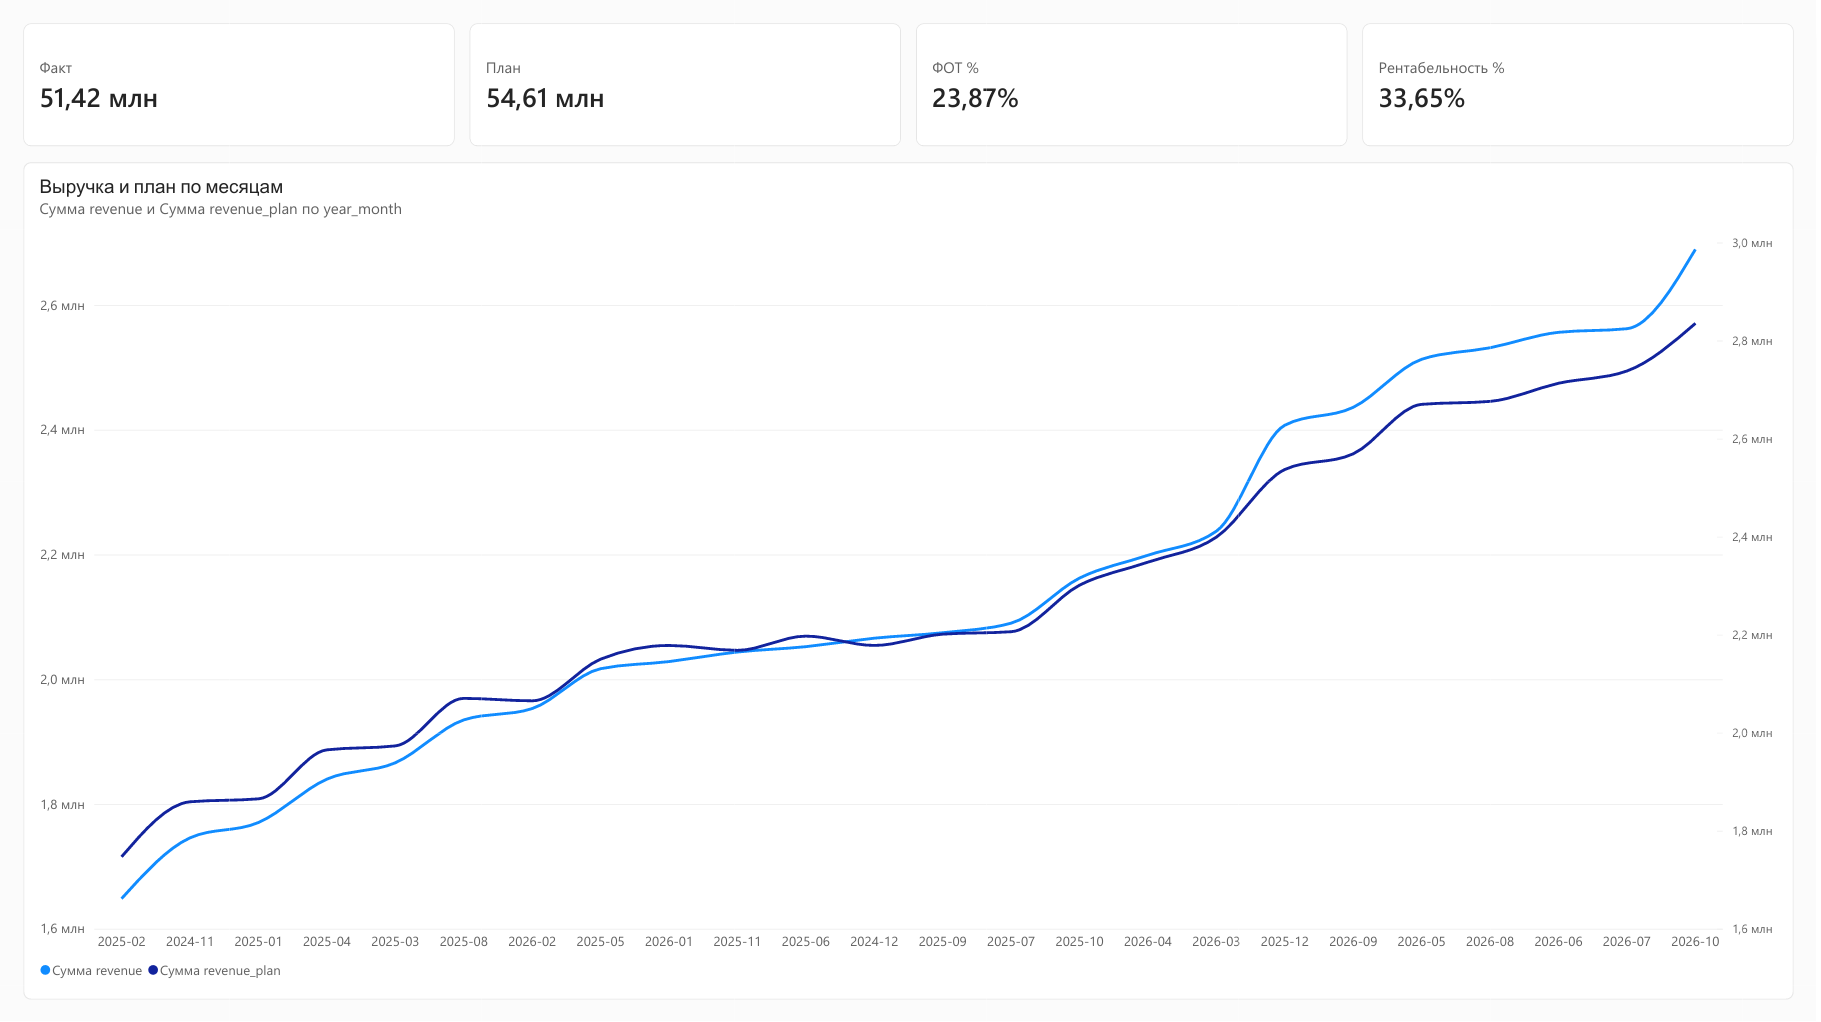 Факт
51,42 млн
План
54,61 млн
ФОТ %
23,87%
Рентабельность %
33,65%
Выручка и план по месяцам
Сумма revenue и Сумма revenue_plan по year_month
2,6 млн
2,4 млн
2,2 млн
2,0 млн
1,8 млн
1,6 млн
3,0 млн
2,8 млн
2,6 млн
2,4 млн
2,2 млн
2,0 млн
1,8 млн
1,6 млн
2025-02 2024-11 2025-01 2025-04 2025-03 2025-08 2026-02 2025-05 2026-01 2025-11 2025-06 2024-12 2025-09 2025-07 2025-10 2026-04 2026-03 2025-12 2026-09 2026-05 2026-08 2026-06 2026-07 2026-10
Сумма revenue Сумма revenue_plan